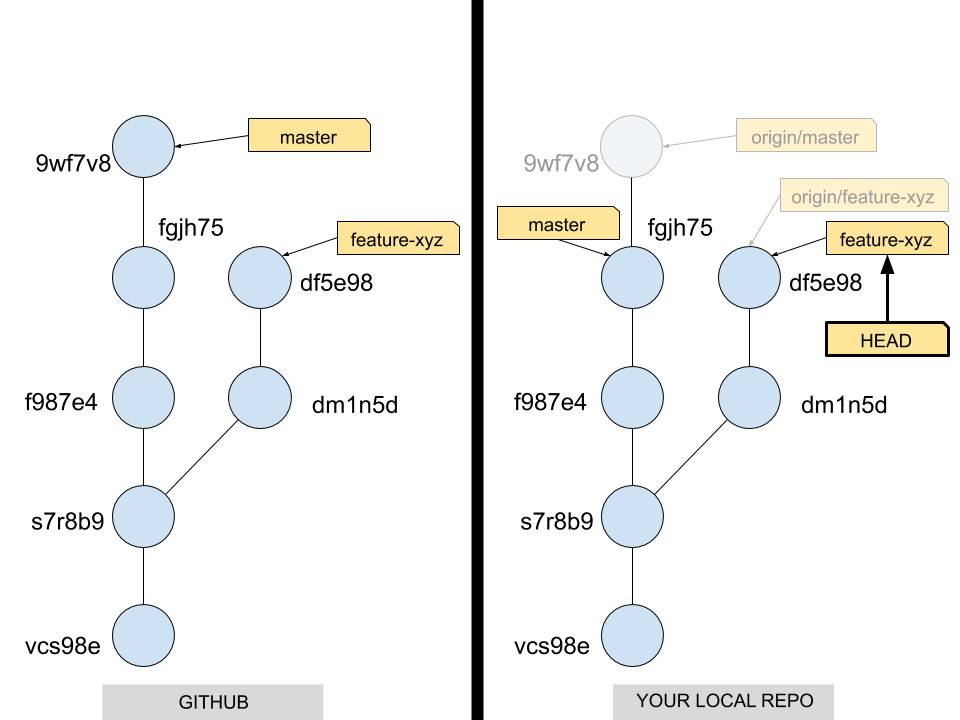 master
9wf7v8
fgjh75
feature-xyz
df5e98
f987e4
dm1n5d
s7r8b9
vcs98e
GITHUB
origin/master
9wf7v8
origin/feature-xyz
master
fgjh75
feature-xyz
df5e98
HEAD
f987e4
dm1n5d
s7r8b9
vcs98e
YOUR LOCAL REPO